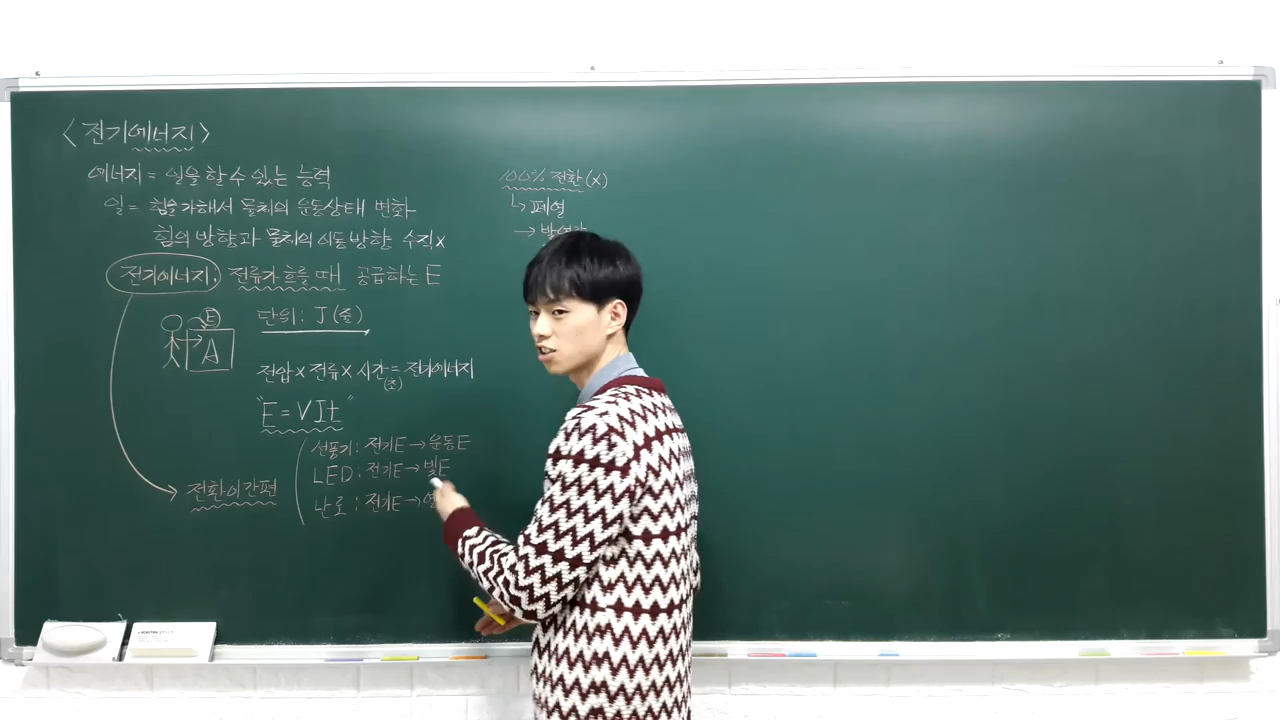 〈전기에너지〉
에너지 = 일을 할 수 있는 능력
일 = 힘을 가해서 물체의 운동상태 변화
힘의 방향과 물체의 이동방향 수직x
전기에너지, 전류가 흐를 때 공급하는 E
E
A
단위: J(줄)
전압 x 전류 x 시간 = 전기에너지
(초)
"E = VIt"
전환이 간편
선풍기: 전기E → 운동E
LED: 전기E → 빛E
난로: 전기E →
100% 전환(x)
↳ 폐열
→